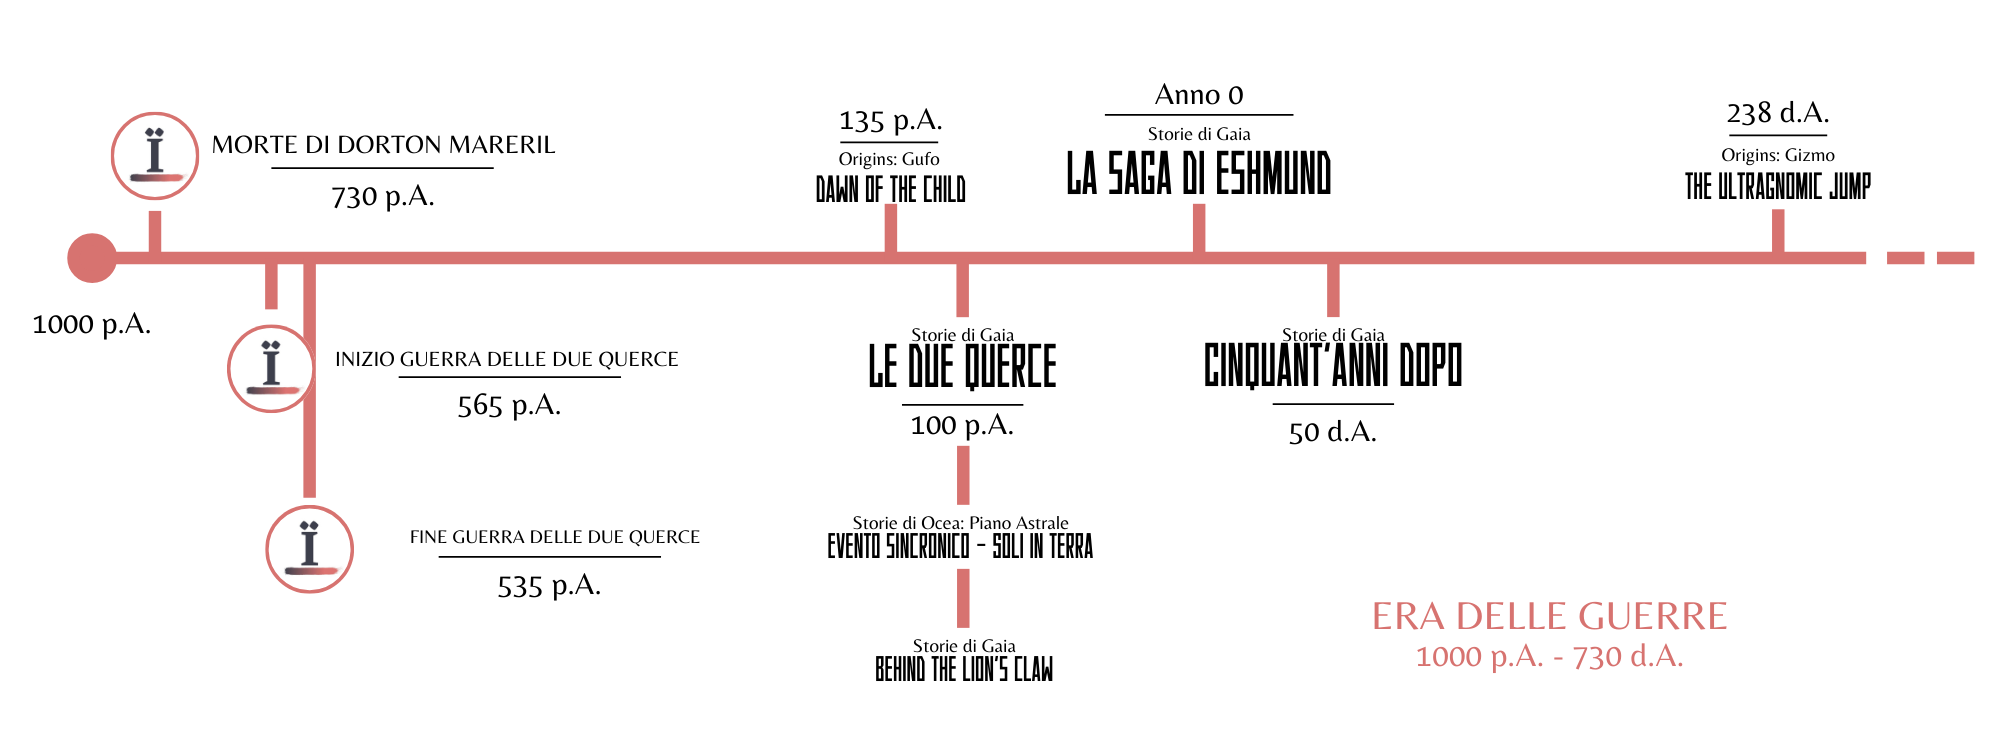 MORTE DI DORTON MARERIL
730 p.A.
135 p.A.
Origins: Gufo
DAWN OF THE CHILD
Anno 0
Storie di Gaia
LA SAGA DI ESHMUND
238 d.A.
Origins: Gizmo
THE ULTRAGNOMIC JUMP
1000 p.A.
Ï
Ï
INIZIO GUERRA DELLE DUE QUERCE
565 p.A.
Ï
FINE GUERRA DELLE DUE QUERCE
535 p.A.
Storie di Gaia
LE DUE QUERCE
100 p.A.
Storie di Ocea: Piano Astrale
EVENTO SINCRONICO - SOLI IN TERRA
Storie di Gaia
BEHIND THE LION'S CLAW
Storie di Gaia
CINQUANT'ANNI DOPO
50 d.A.
ERA DELLE GUERRE
1000 p.A. - 730 d.A.